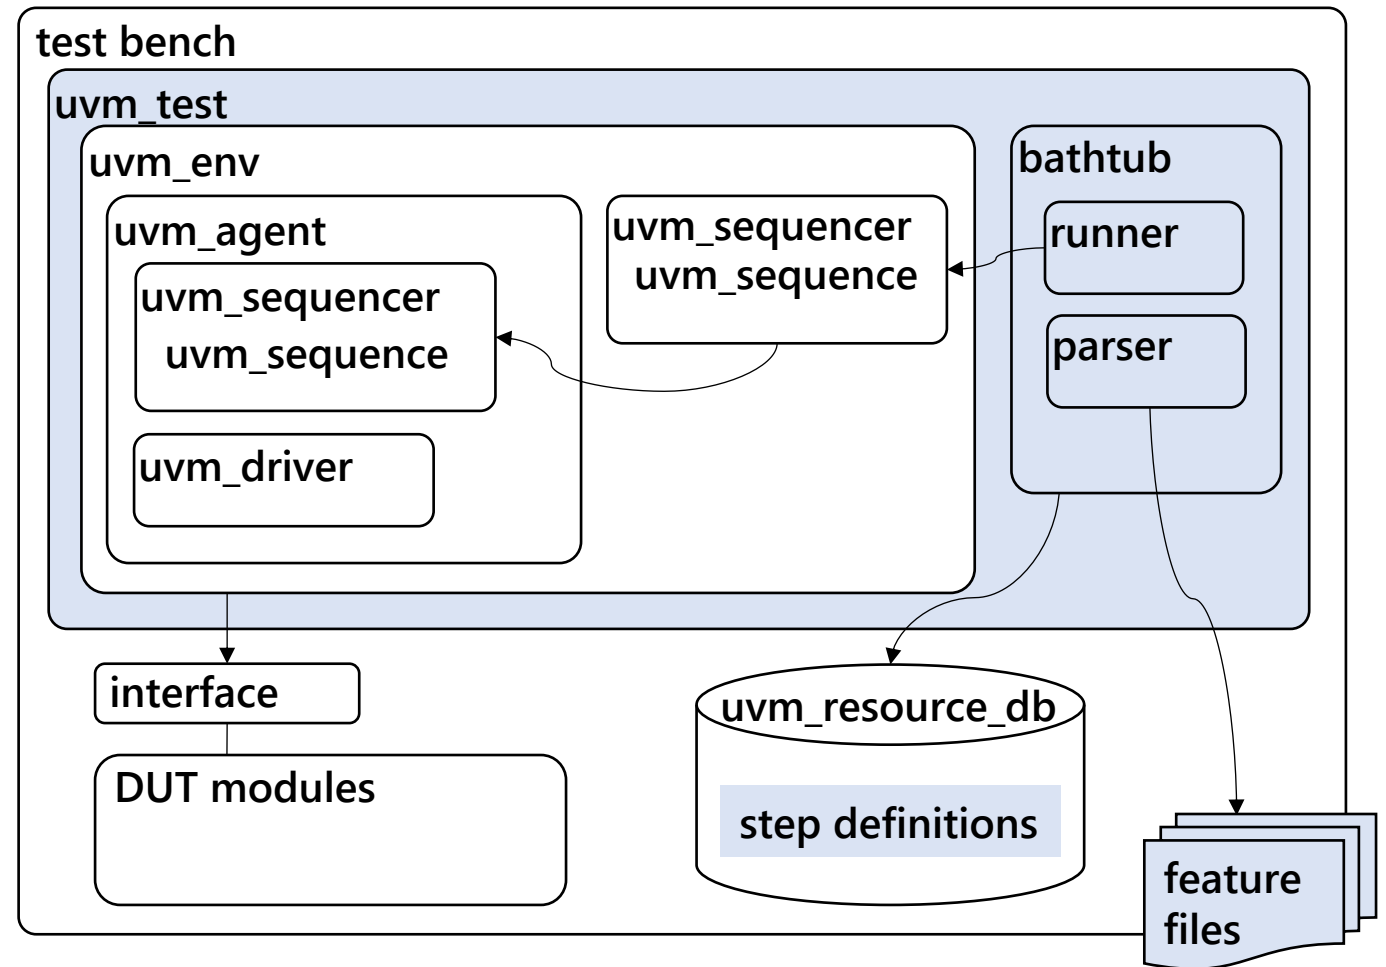 test bench
uvm_test
uvm_env
uvm_agent
uvm_sequencer
uvm_sequence
uvm_driver
uvm_sequencer
uvm_sequence
bathtub
runner
parser
interface
DUT modules
uvm_resource_db
step definitions
feature
files